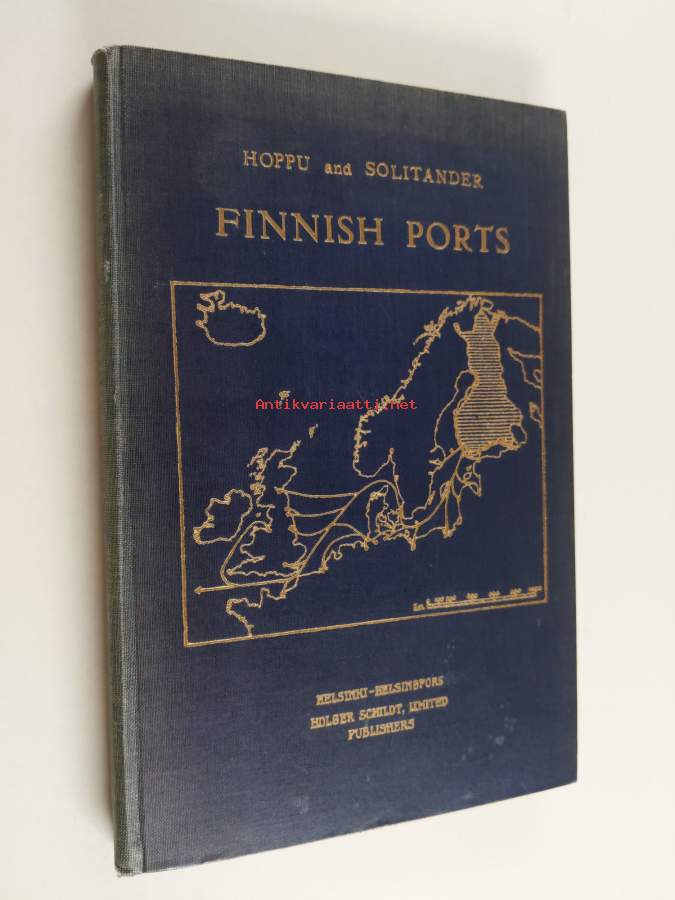 HOPPU and SOLITANDER
FINNISH PORTS
Antikvariaatti.net
HELSINKI-HELSINGFORS
HOLGER SCHILDT, LIMITED
PUBLISHERS